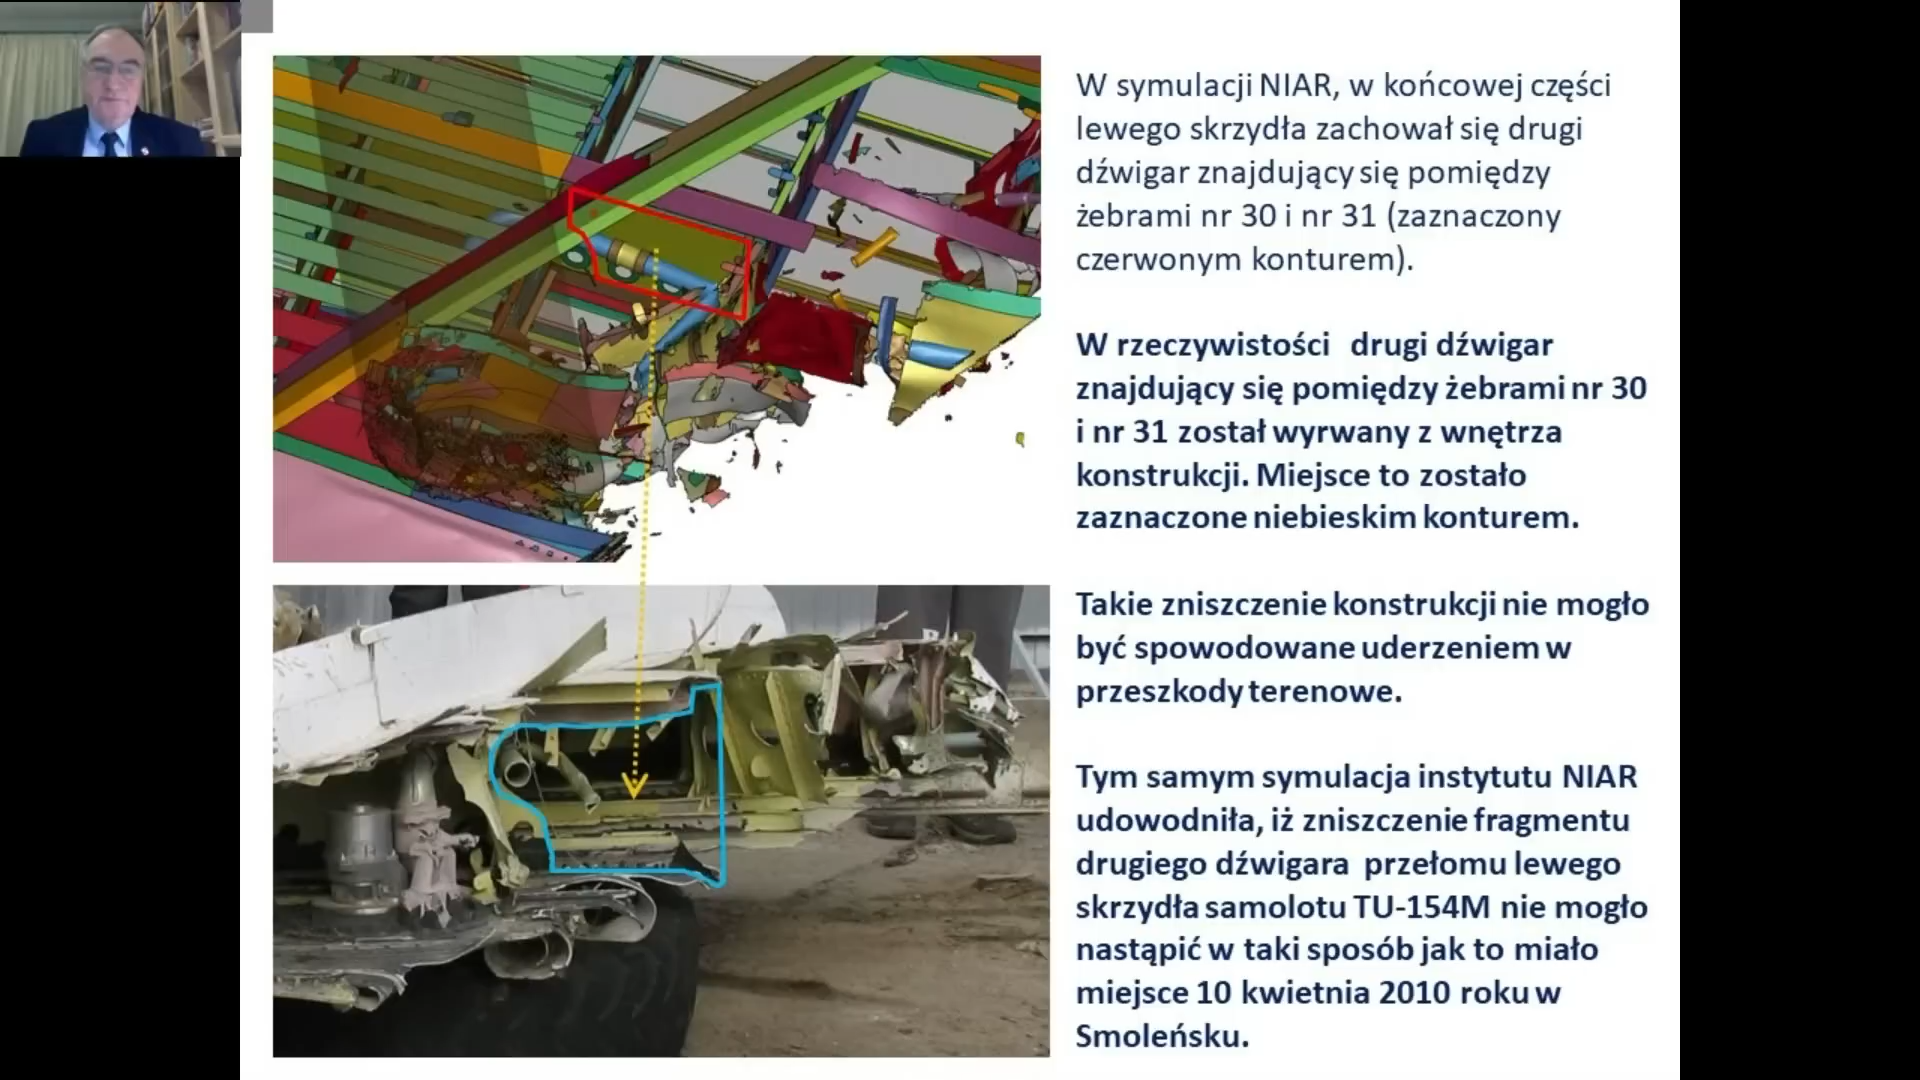 W symulacji NIAR, w końcowej części
lewego skrzydła zachował się drugi
dźwigar znajdujący się pomiędzy
żebrami nr 30 i nr 31 (zaznaczony
czerwonym konturem).
W rzeczywistości drugi dźwigar
znajdujący się pomiędzy żebrami nr 30
i nr 31 został wyrwany z wnętrza
konstrukcji. Miejsce to zostało
zaznaczone niebieskim konturem.
Takie zniszczenie konstrukcji nie mogło
być spowodowane uderzeniem w
przeszkody terenowe.
Tym samym symulacja instytutu NIAR
udowodniła, iż zniszczenie fragmentu
drugiego dźwigara przełomu lewego
skrzydła samolotu TU-154M nie mogło
nastąpić w taki sposób jak to miało
miejsce 10 kwietnia 2010 roku w
Smoleńsku.